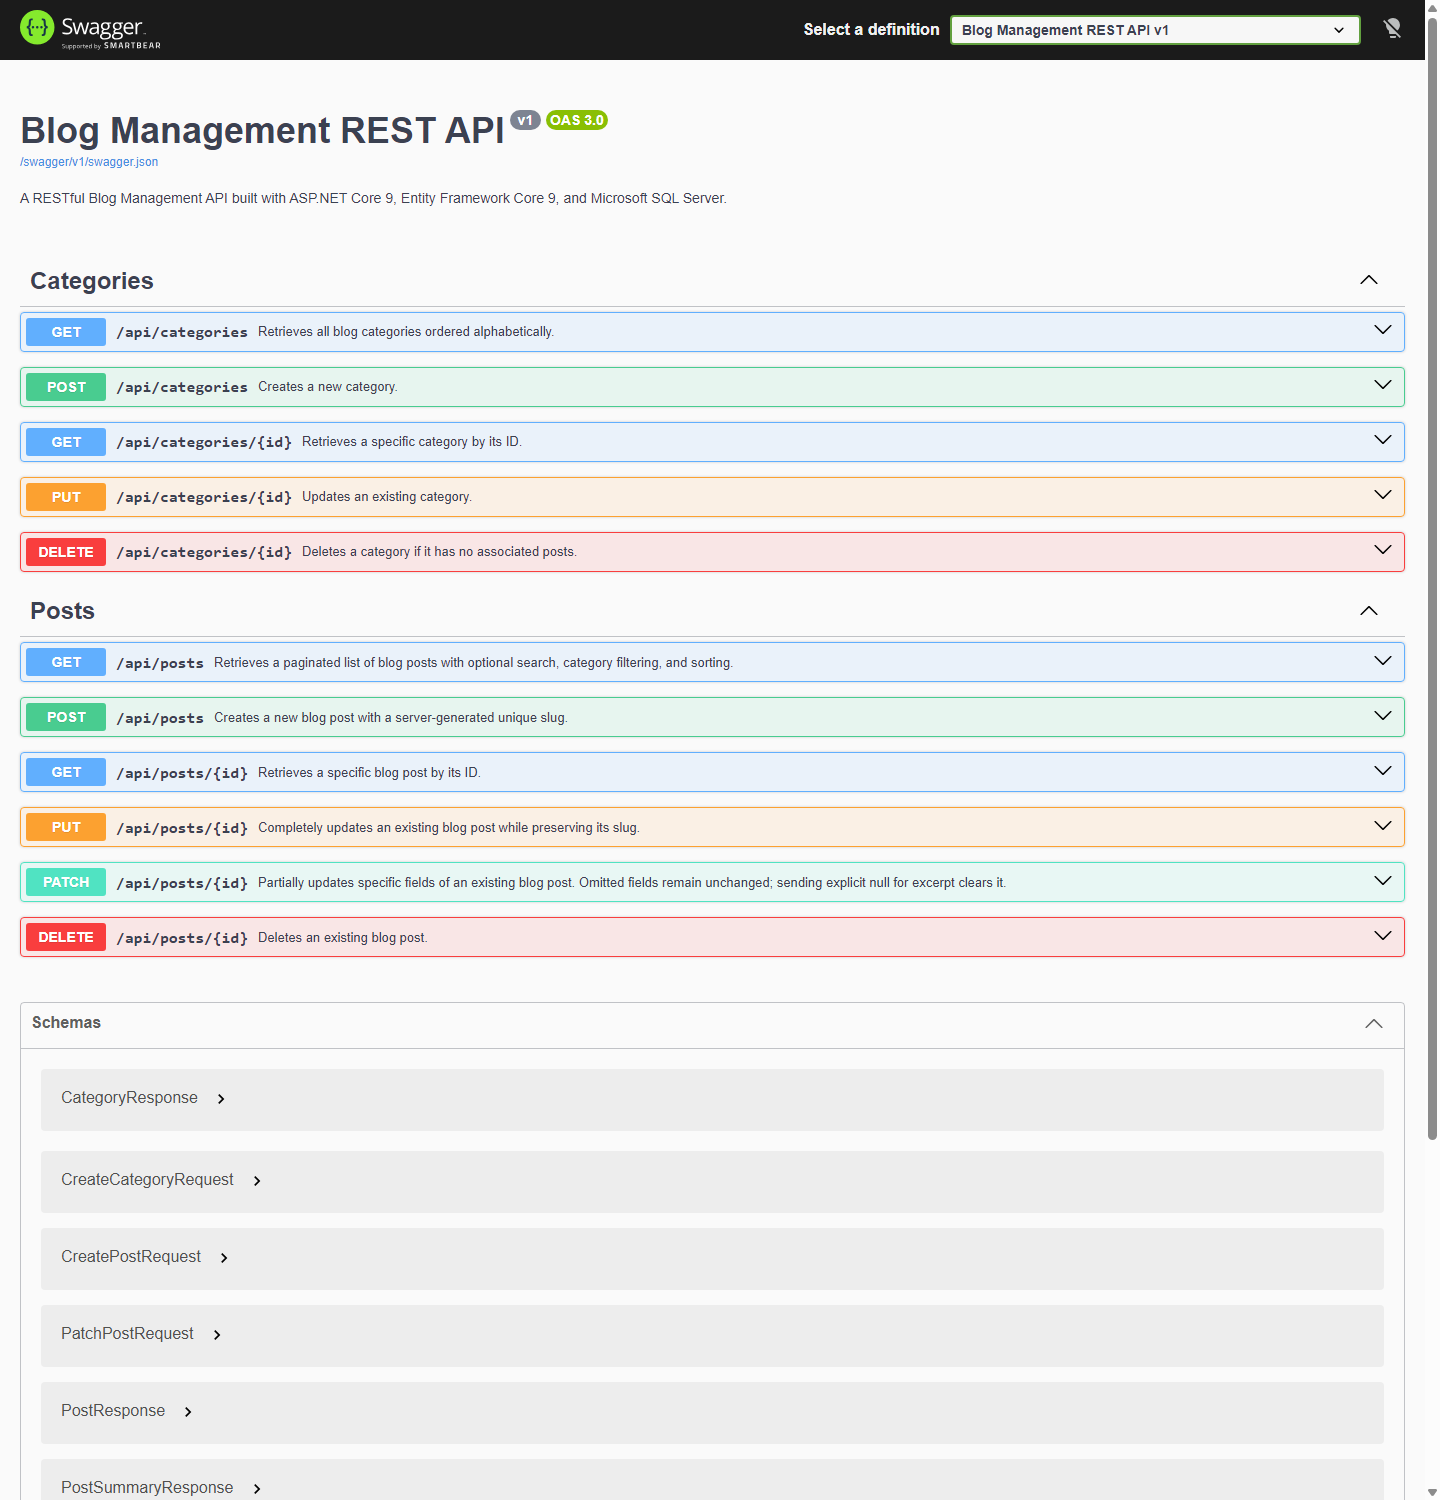 Swagger
Supported by SMARTBEAR
Select a definition
Blog Management REST API v1
Blog Management REST API v1 OAS 3.0
/swagger/v1/swagger.json
A RESTful Blog Management API built with ASP.NET Core 9, Entity Framework Core 9, and Microsoft SQL Server.
Categories
GET /api/categories Retrieves all blog categories ordered alphabetically.
POST /api/categories Creates a new category.
GET /api/categories/{id} Retrieves a specific category by its ID.
PUT /api/categories/{id} Updates an existing category.
DELETE /api/categories/{id} Deletes a category if it has no associated posts.
Posts
GET /api/posts Retrieves a paginated list of blog posts with optional search, category filtering, and sorting.
POST /api/posts Creates a new blog post with a server-generated unique slug.
GET /api/posts/{id} Retrieves a specific blog post by its ID.
PUT /api/posts/{id} Completely updates an existing blog post while preserving its slug.
PATCH /api/posts/{id} Partially updates specific fields of an existing blog post. Omitted fields remain unchanged; sending explicit null for excerpt clears it.
DELETE /api/posts/{id} Deletes an existing blog post.
Schemas
CategoryResponse
CreateCategoryRequest
CreatePostRequest
PatchPostRequest
PostResponse
PostSummaryResponse